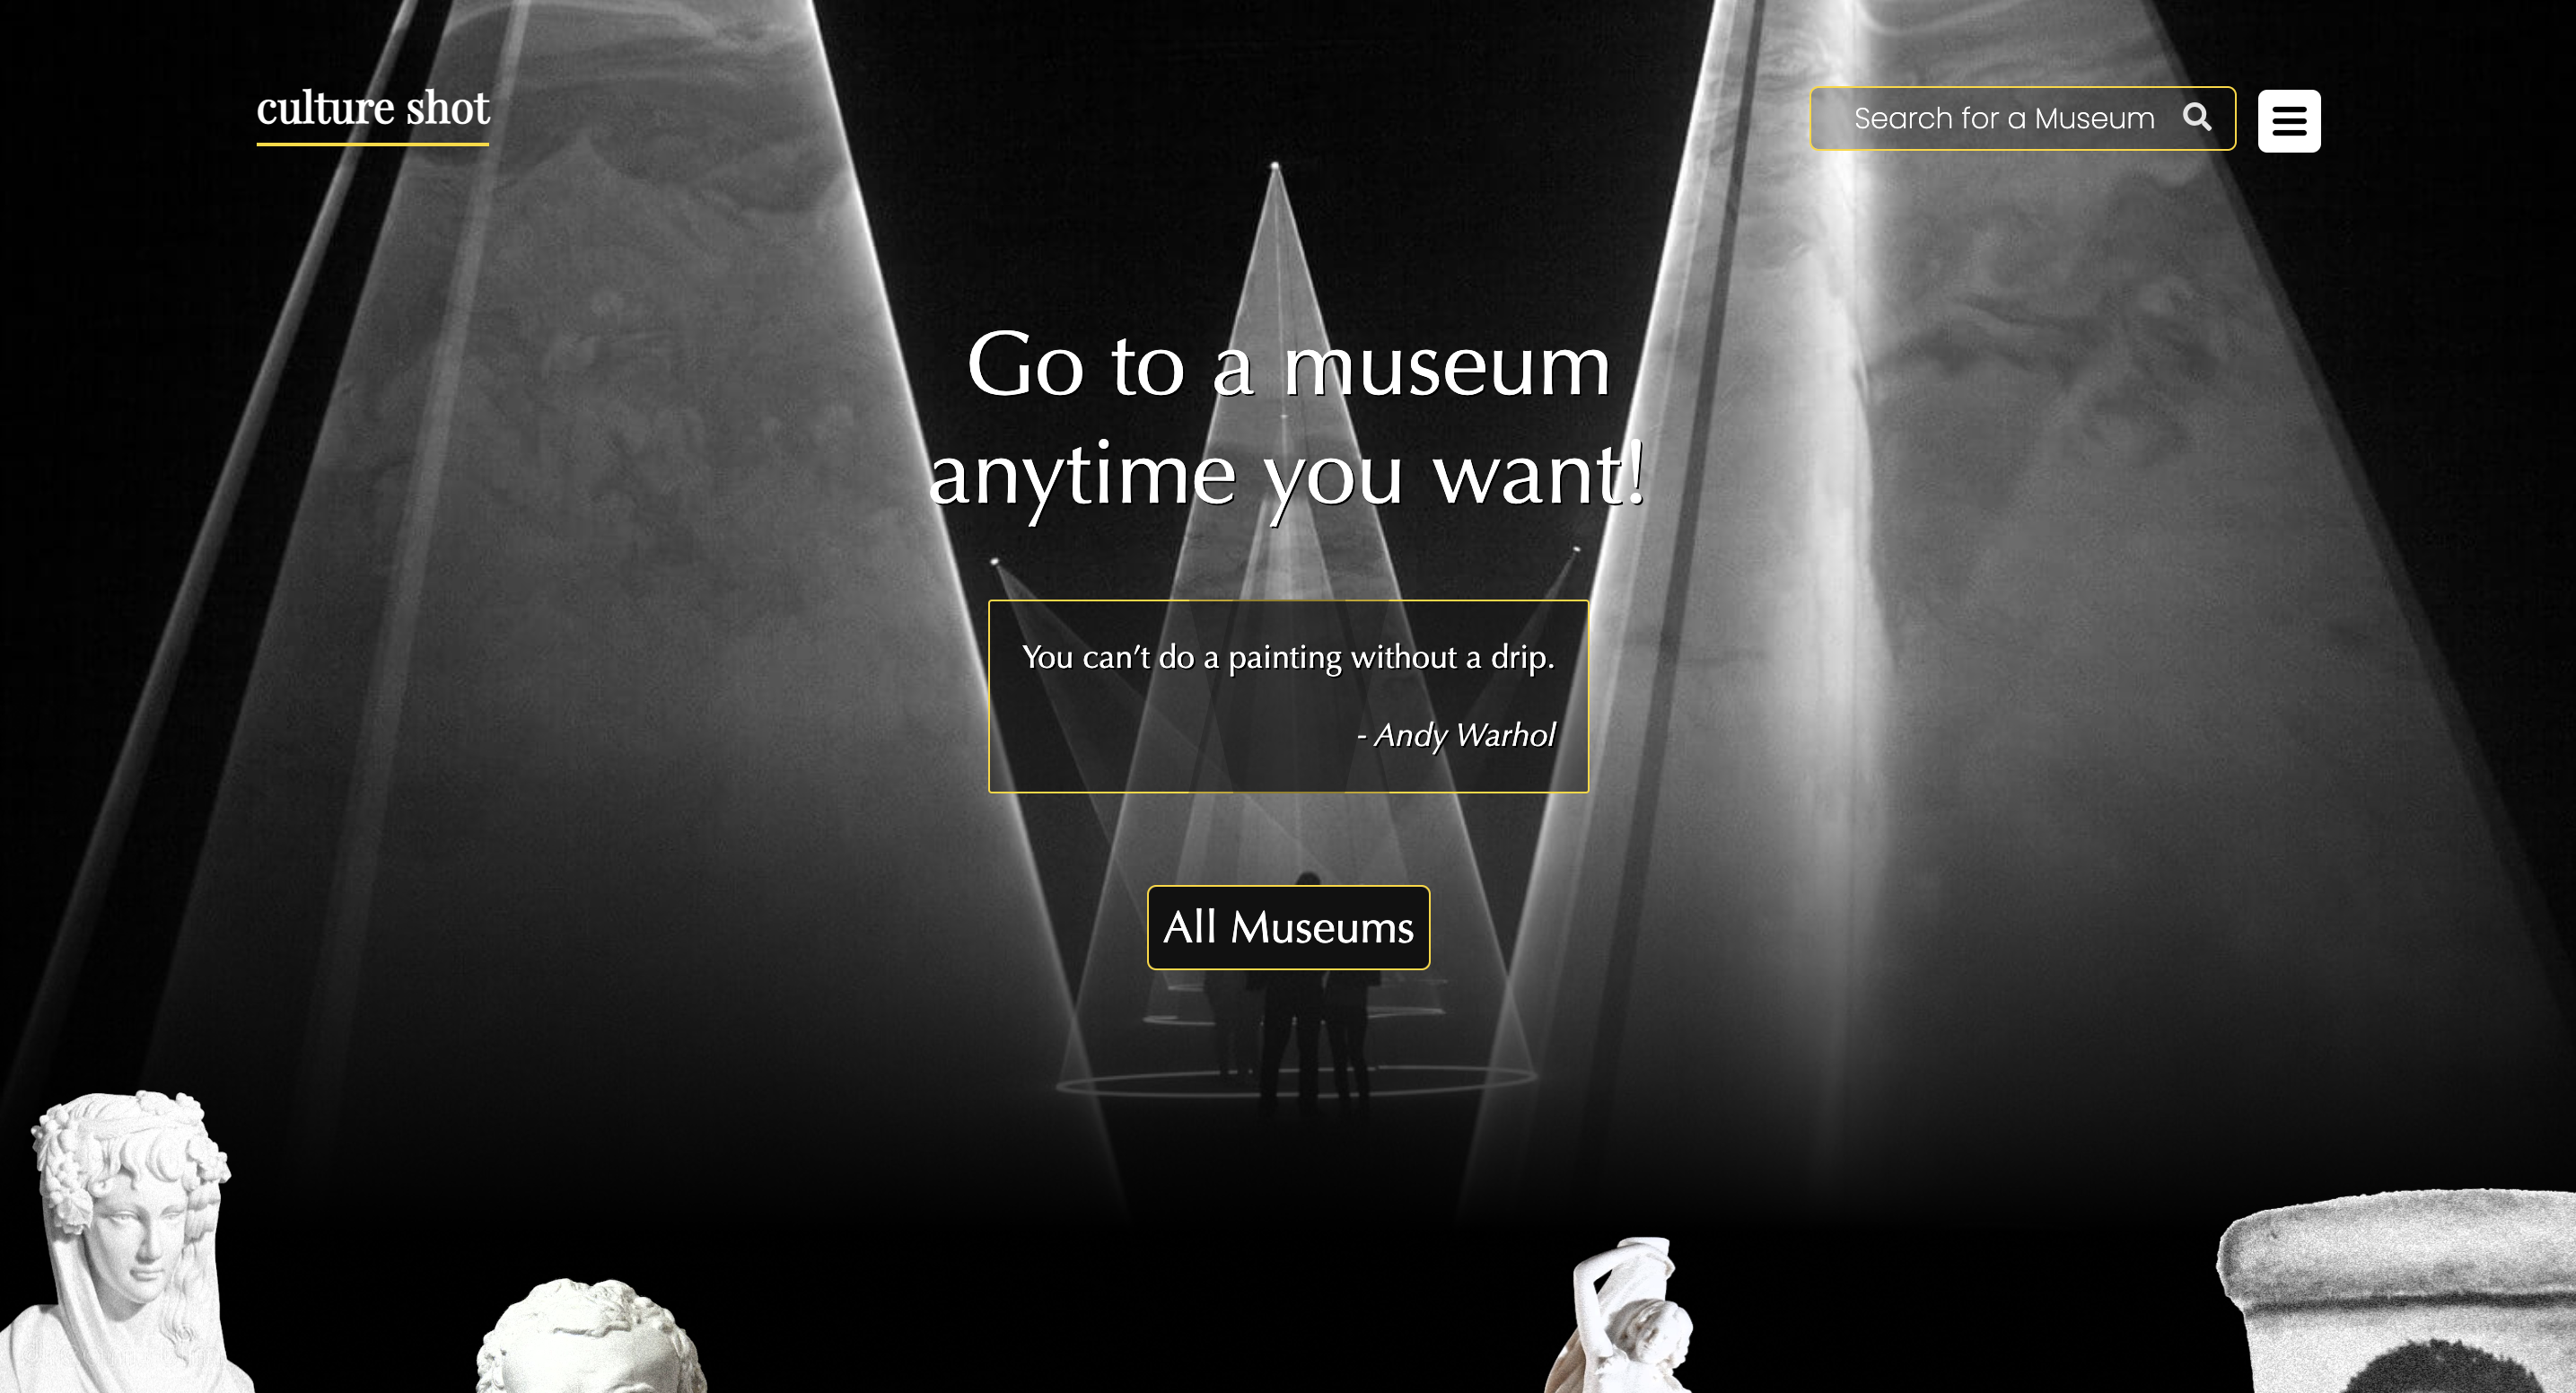 culture shot
Search for a Museum
Go to a museum
anytime you want!
You can’t do a painting without a drip.
- Andy Warhol
All Museums